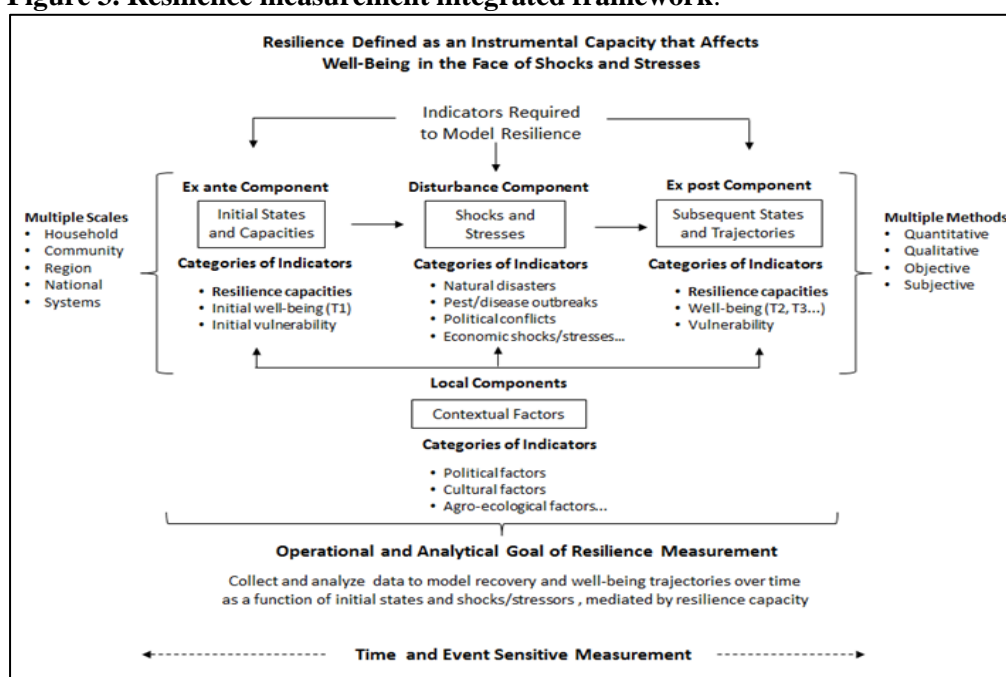 Figure 3. Resilience measurement integrated framework.
Resilience Defined as an Instrumental Capacity that Affects
Well-Being in the Face of Shocks and Stresses
Indicators Required
to Model Resilience
Ex ante Component
Initial States
and Capacities
Categories of Indicators
• Resilience capacities
• Initial well-being (T1)
• Initial vulnerability
Disturbance Component
Shocks and
Stresses
Categories of Indicators
• Natural disasters
• Pest/disease outbreaks
• Political conflicts
• Economic shocks/stresses...
Ex post Component
Subsequent States
and Trajectories
Categories of Indicators
• Resilience capacities
• Well-being (T2, T3...)
• Vulnerability
Multiple Scales
• Household
• Community
• Region
• National
• Systems
Multiple Methods
• Quantitative
• Qualitative
• Objective
• Subjective
Local Components
Contextual Factors
Categories of Indicators
• Political factors
• Cultural factors
• Agro-ecological factors...
Operational and Analytical Goal of Resilience Measurement
Collect and analyze data to model recovery and well-being trajectories over time
as a function of initial states and shocks/stressors , mediated by resilience capacity
Time and Event Sensitive Measurement